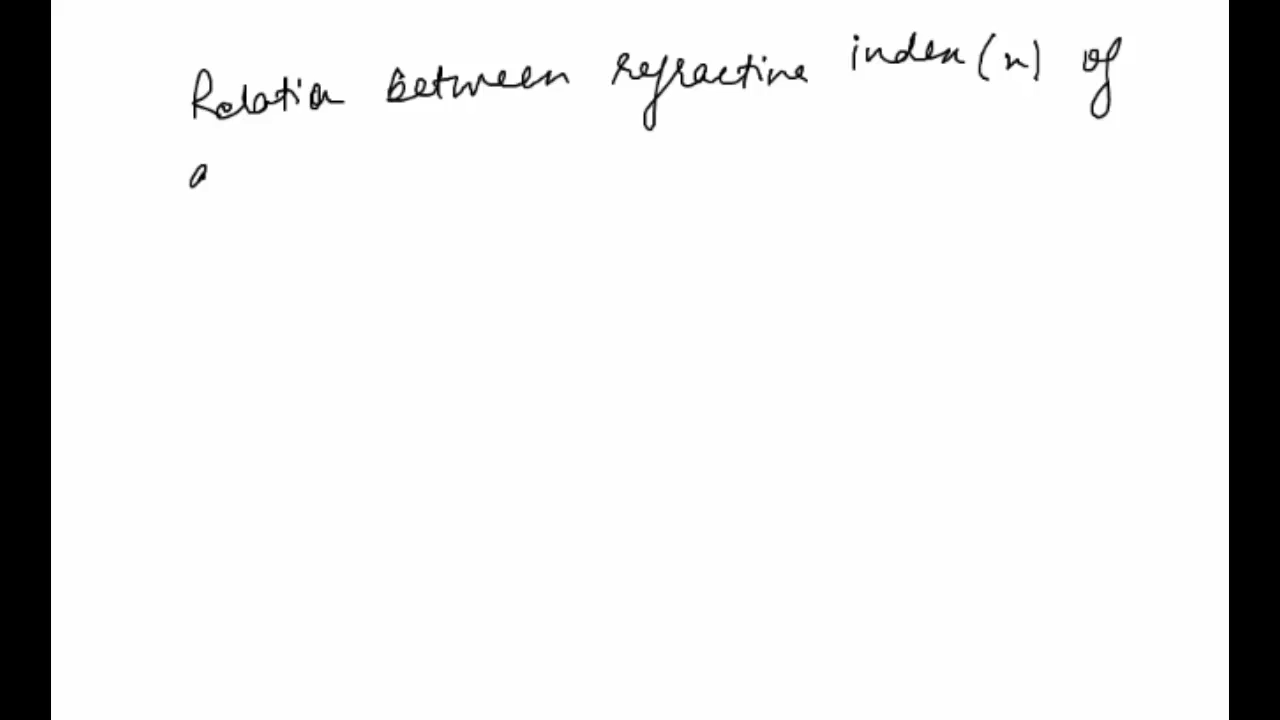 Relation between refractive index (n) of
a